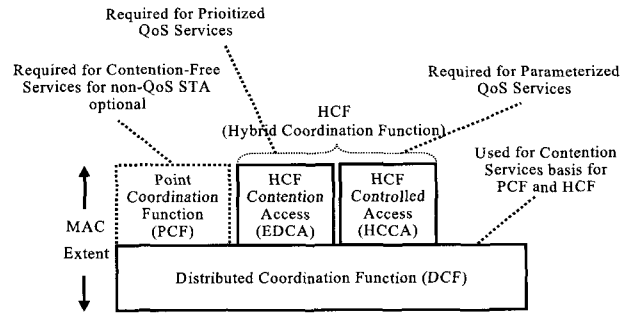 Required for Prioitized
QoS Services
Required for Contention-Free
Services for non-QoS STA
optional
HCF
(Hybrid Coordination Function)
Required for Parameterized
QoS Services
Used for Contention
Services basis for
PCF and HCF
MAC
Extent
Point
Coordination
Function
(PCF)
HCF
Contention
Access
(EDCA)
HCF
Controlled
Access
(HCCA)
Distributed Coordination Function (DCF)